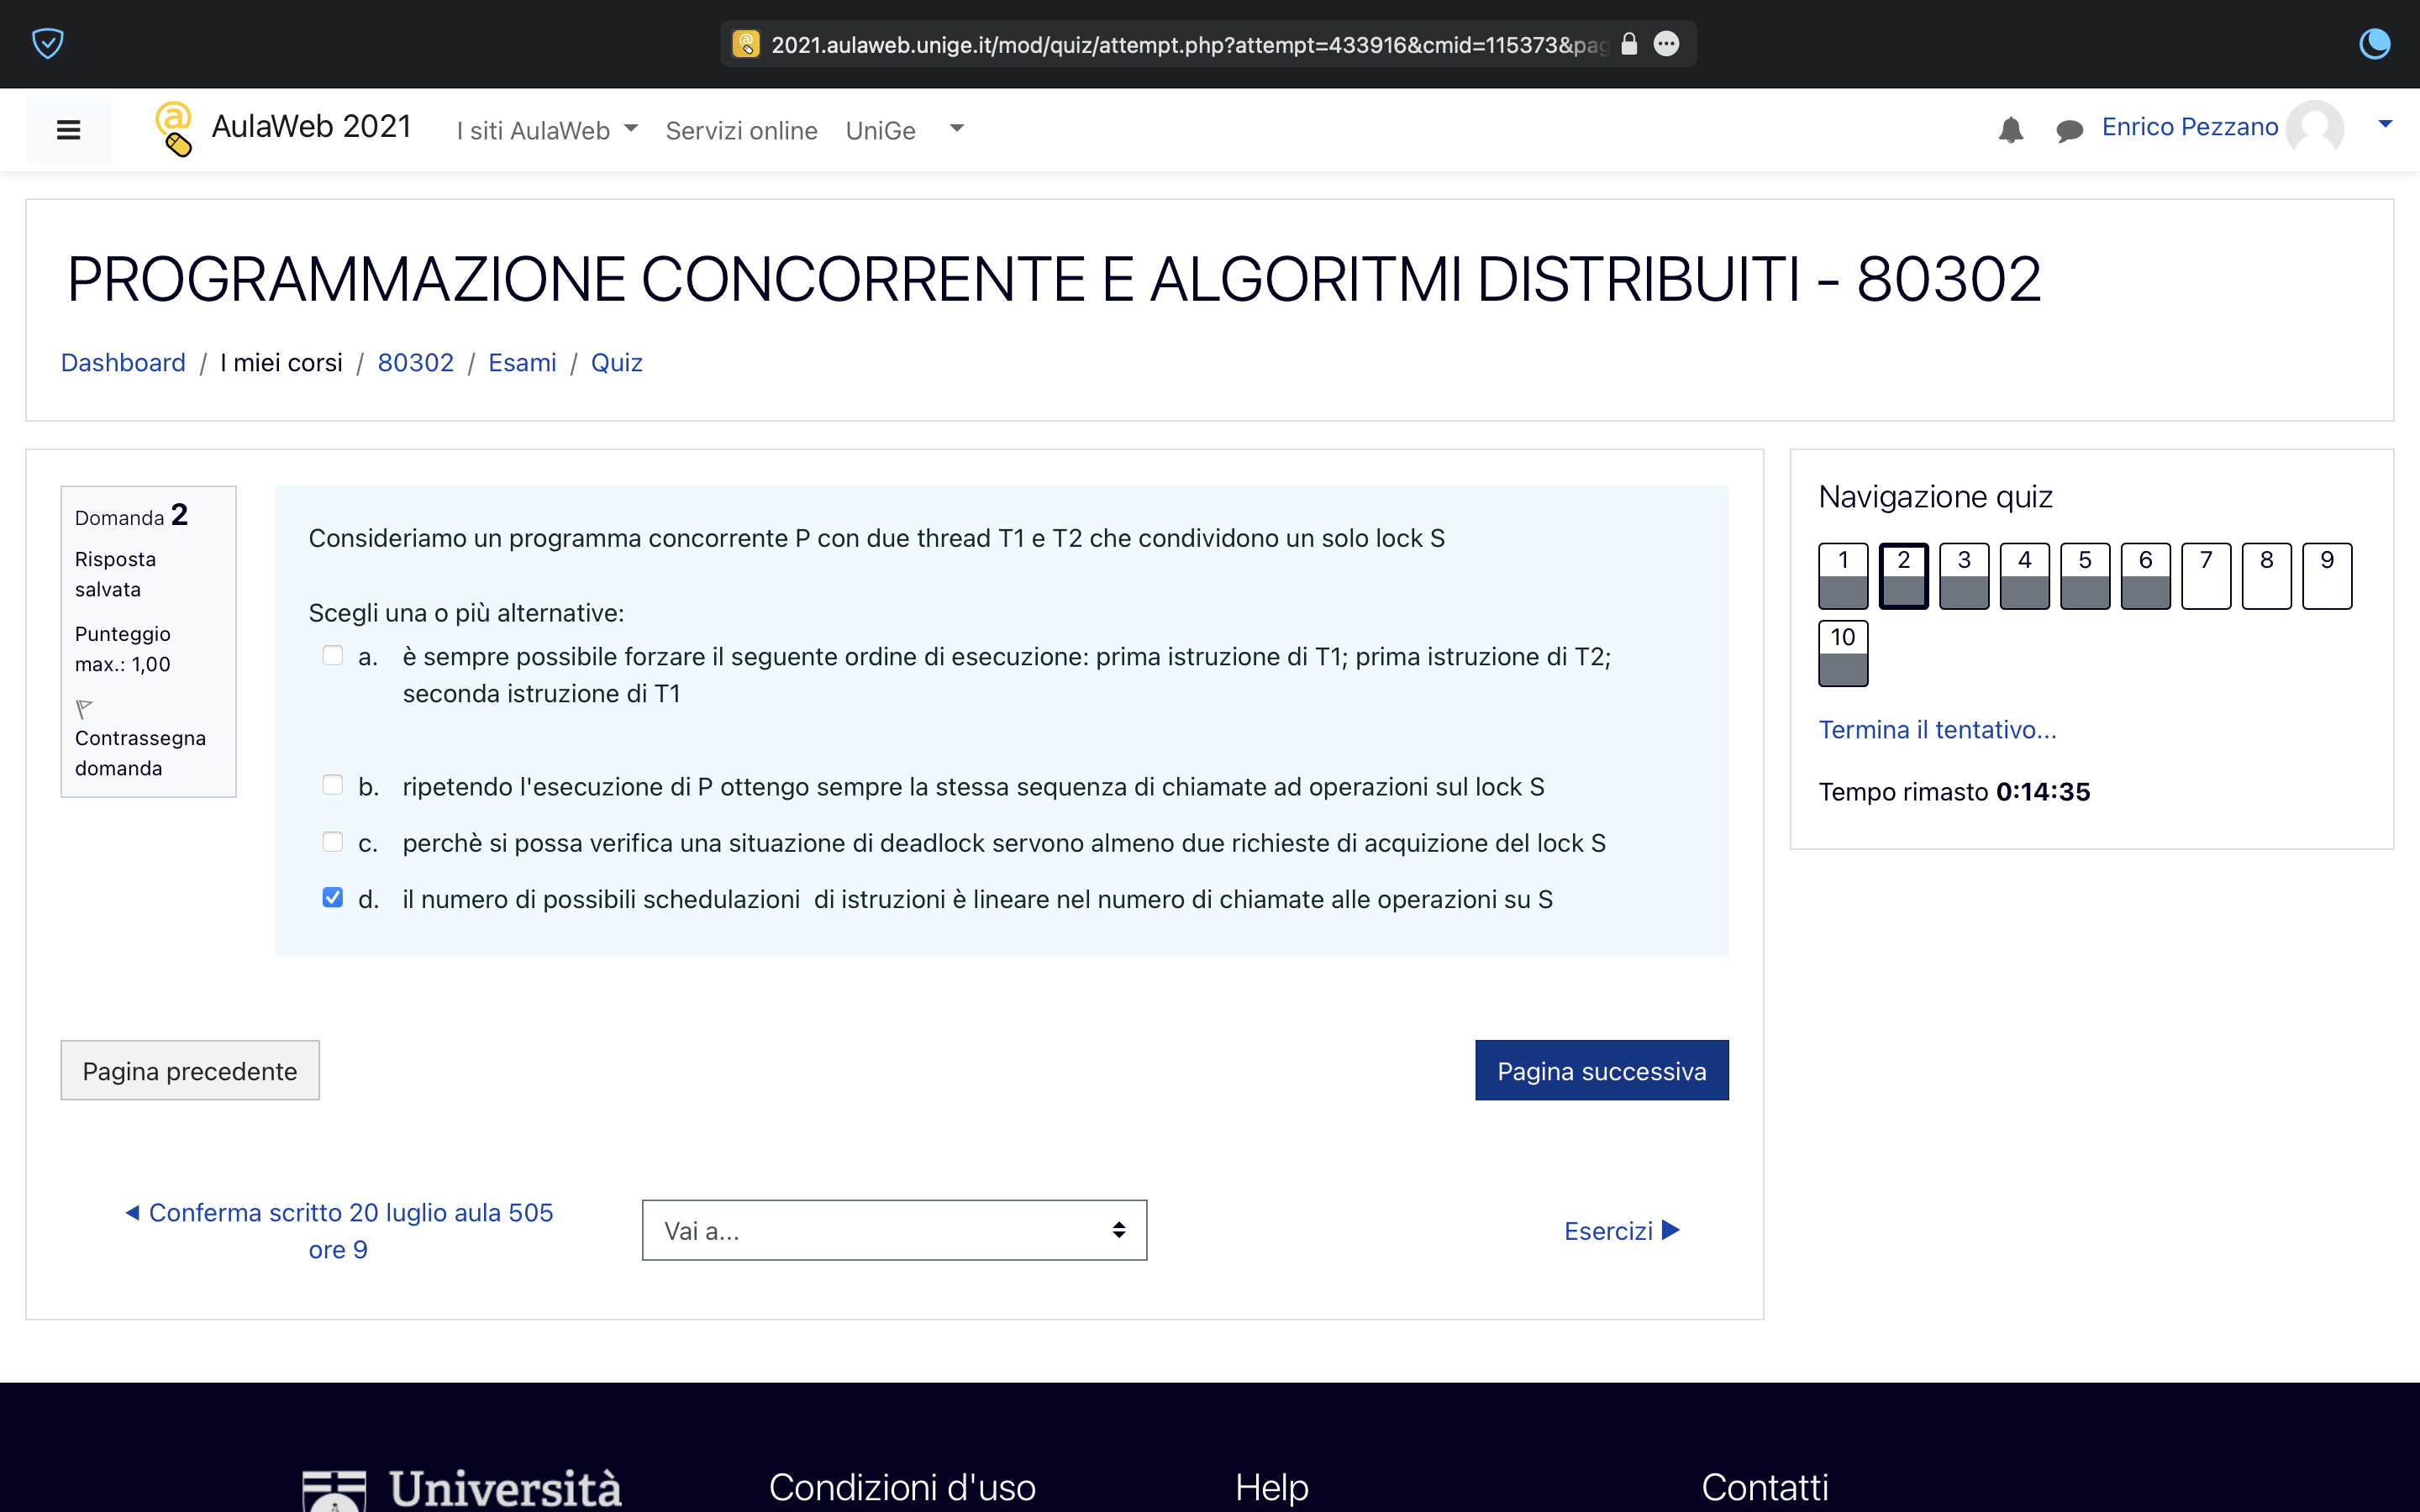 2021.aulaweb.unige.it/mod/quiz/attempt.php?attempt=433916&cmid=115373&pag
AulaWeb 2021
I siti AulaWeb
Servizi online
UniGe
Enrico Pezzano
PROGRAMMAZIONE CONCORRENTE E ALGORITMI DISTRIBUITI - 80302
Dashboard / I miei corsi / 80302 / Esami / Quiz
Domanda 2
Risposta
salvata
Punteggio
max.: 1,00
Contrassegna
domanda
Consideriamo un programma concorrente P con due thread T1 e T2 che condividono un solo lock S
Scegli una o più alternative:
a. è sempre possibile forzare il seguente ordine di esecuzione: prima istruzione di T1; prima istruzione di T2;
seconda istruzione di T1
b. ripetendo l'esecuzione di P ottengo sempre la stessa sequenza di chiamate ad operazioni sul lock S
c. perchè si possa verifica una situazione di deadlock servono almeno due richieste di acquizione del lock S
d. il numero di possibili schedulazioni di istruzioni è lineare nel numero di chiamate alle operazioni su S
Pagina precedente
Pagina successiva
◄ Conferma scritto 20 luglio aula 505
ore 9
Vai a...
Esercizi ►
Navigazione quiz
1 2 3 4 5 6 7 8 9
10
Termina il tentativo...
Tempo rimasto 0:14:35
Università
Condizioni d'uso
Help
Contatti